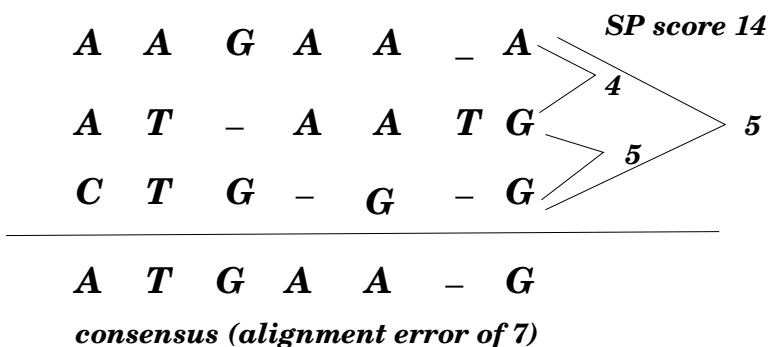 SP score 14
A A G A A _ A
4
A T – A A T G
5
5
C T G – G – G
A T G A A – G
consensus (alignment error of 7)